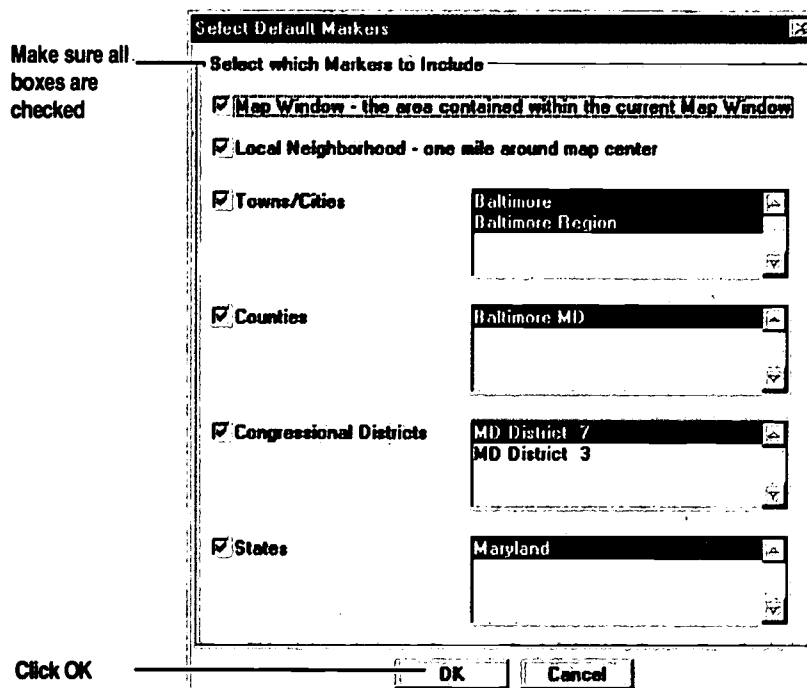 Select Default Markers
Make sure all
boxes are
checked
Select which Markers to Include
Map Window - the area contained within the current Map Window
Local Neighborhood - one mile around map center
Towns/Cities
Baltimore
Baltimore Region
Counties
Baltimore MD
Congressional Districts
MD District 7
MD District 3
States
Maryland
Click OK
OK
Cancel